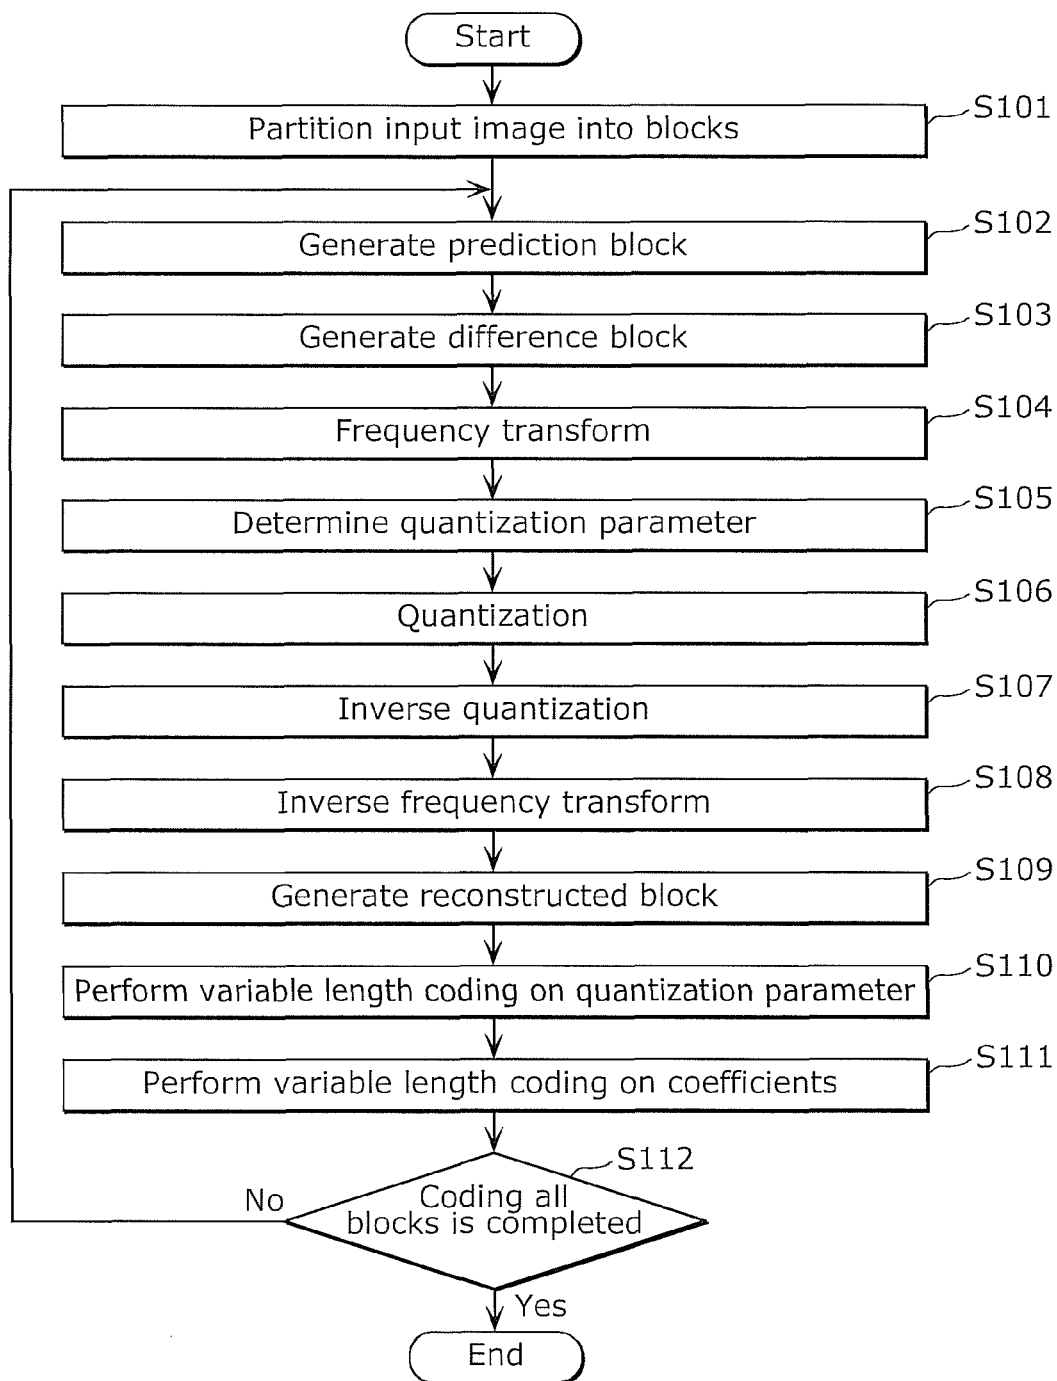 Start
Partition input image into blocks
S101
Generate prediction block
S102
Generate difference block
S103
Frequency transform
S104
Determine quantization parameter
S105
Quantization
S106
Inverse quantization
S107
Inverse frequency transform
S108
Generate reconstructed block
S109
Perform variable length coding on quantization parameter
S110
Perform variable length coding on coefficients
S111
S112
No
Coding all
blocks is completed
Yes
End